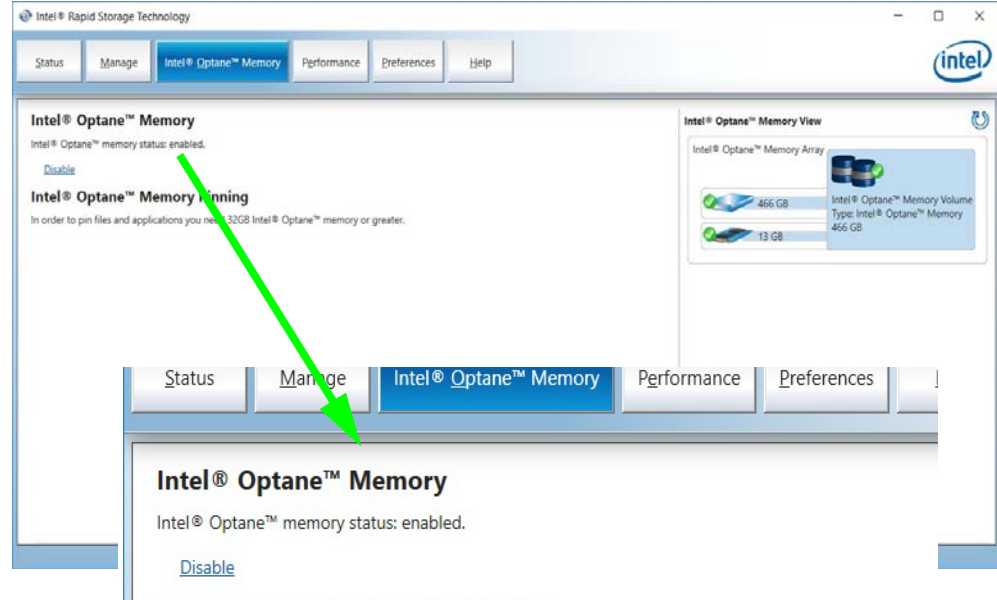 Intel® Rapid Storage Technology
Status
Manage
Intel® Optane™ Memory
Performance
Preferences
Help
intel
Intel® Optane™ Memory
Intel® Optane™ memory status: enabled.
Disable
Intel® Optane™ Memory Pinning
In order to pin files and applications you need 32GB Intel® Optane™ memory or greater.
Intel® Optane™ Memory View
Intel® Optane™ Memory Array
466 GB
13 GB
Intel® Optane™ Memory Volume
Type: Intel® Optane™ Memory
466 GB
Status
Manage
Intel® Optane™ Memory
Performance
Preferences
Intel® Optane™ Memory
Intel® Optane™ memory status: enabled.
Disable